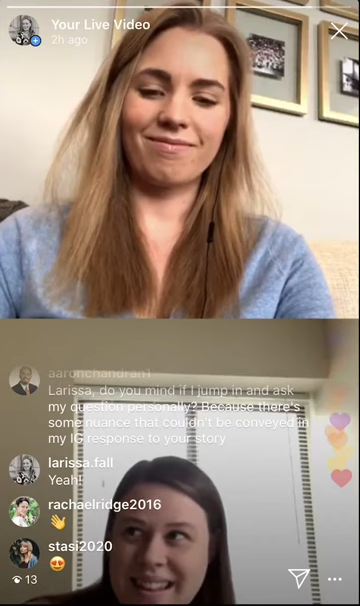 Your Live Video
2h ago
aaronchandran1
Larissa, do you mind if I jump in and ask
my question personally? Because there's
some nuance that couldn't be conveyed in
my IG response to your story
larissa.fall
Yeah!
rachaelridge2016
👋
stasi2020
😍
13